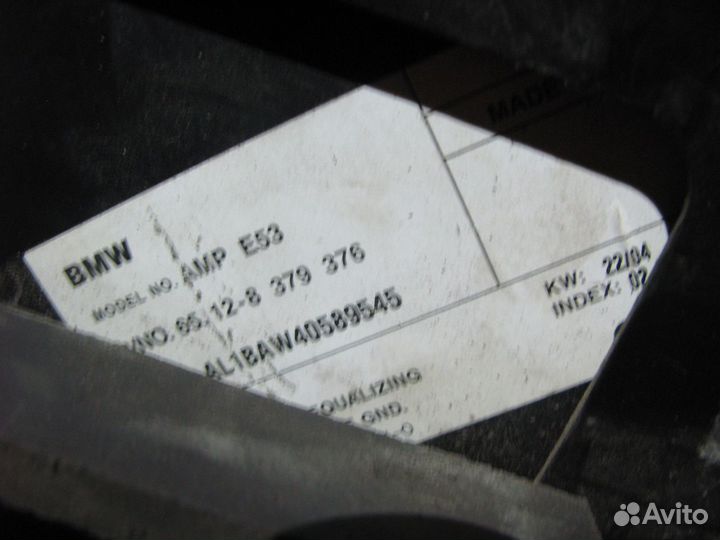 MADE
BMW
MODEL NO. AMP E53
/NO. 65.12-8 379 376
KW: 22/04
INDEX: 02
4L1BAW40589545
EQUALIZING
GND.
Avito